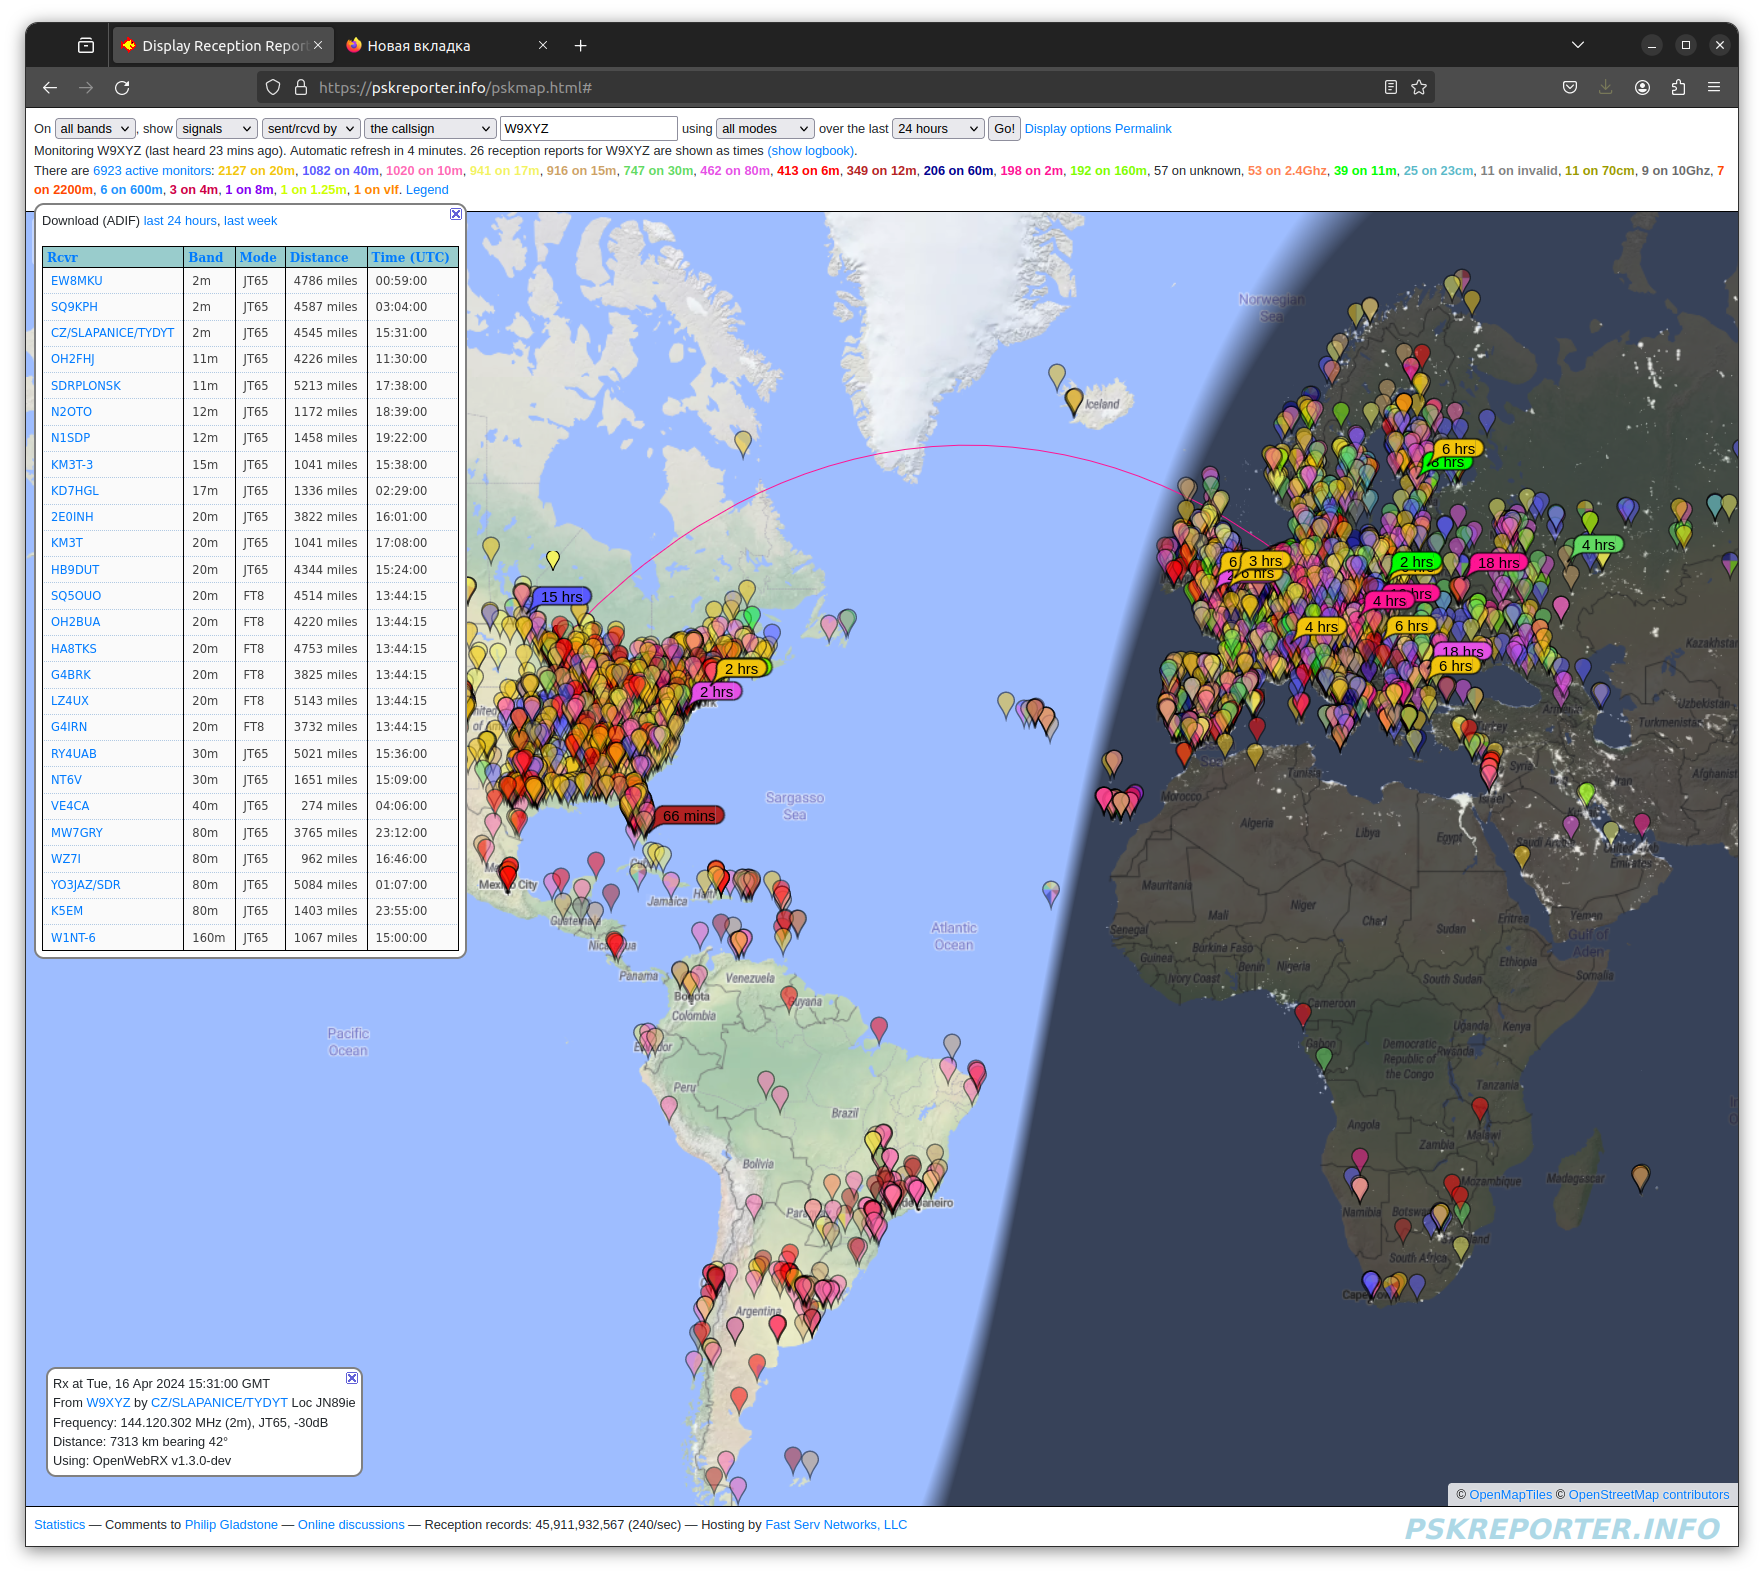 Display Reception Repor
Новая вкладка
https://pskreporter.info/pskmap.html#
On all bands, show signals sent/rcvd by the callsign W9XYZ using all modes over the last 24 hours Go! Display options Permalink
Monitoring W9XYZ (last heard 23 mins ago). Automatic refresh in 4 minutes. 26 reception reports for W9XYZ are shown as times (show logbook).
There are 6923 active monitors: 2127 on 20m, 1082 on 40m, 1020 on 10m, 941 on 17m, 916 on 15m, 747 on 30m, 462 on 80m, 413 on 6m, 349 on 12m, 206 on 60m, 198 on 2m, 192 on 160m, 57 on unknown, 53 on 2.4Ghz, 39 on 11m, 25 on 23cm, 11 on invalid, 11 on 70cm, 9 on 10Ghz, 7
on 2200m, 6 on 600m, 3 on 4m, 1 on 8m, 1 on 1.25m, 1 on vlf. Legend
Download (ADIF) last 24 hours, last week
Rcvr Band Mode Distance Time (UTC)
EW8MKU 2m JT65 4786 miles 00:59:00
SQ9KPH 2m JT65 4587 miles 03:04:00
CZ/SLAPANICE/TYDYT 2m JT65 4545 miles 15:31:00
OH2FHJ 11m JT65 4226 miles 11:30:00
SDRPLONSK 11m JT65 5213 miles 17:38:00
N2OTO 12m JT65 1172 miles 18:39:00
N1SDP 12m JT65 1458 miles 19:22:00
KM3T-3 15m JT65 1041 miles 15:38:00
KD7HGL 17m JT65 1336 miles 02:29:00
2E0INH 20m JT65 3822 miles 16:01:00
KM3T 20m JT65 1041 miles 17:08:00
HB9DUT 20m JT65 4344 miles 15:24:00
SQ5OUO 20m FT8 4514 miles 13:44:15
OH2BUA 20m FT8 4220 miles 13:44:15
HA8TKS 20m FT8 4753 miles 13:44:15
G4BRK 20m FT8 3825 miles 13:44:15
LZ4UX 20m FT8 5143 miles 13:44:15
G4IRN 20m FT8 3732 miles 13:44:15
RY4UAB 30m JT65 5021 miles 15:36:00
NT6V 30m JT65 1651 miles 15:09:00
VE4CA 40m JT65 274 miles 04:06:00
MW7GRY 80m JT65 3765 miles 23:12:00
WZ7I 80m JT65 962 miles 16:46:00
YO3JAZ/SDR 80m JT65 5084 miles 01:07:00
K5EM 80m JT65 1403 miles 23:55:00
W1NT-6 160m JT65 1067 miles 15:00:00
Norwegian
Sea
Iceland
6 hrs
6 hrs
4 hrs
3 hrs
6 hrs
2 hrs
18 hrs
15 hrs
4 hrs
4 hrs
6 hrs
18 hrs
6 hrs
2 hrs
2 hrs
66 mins
Kazakhstan
Uzbekistan
Turkmenistan
Afghanistan
Turkey
Syria
Israel
Iran
Saudi Arabia
United Arab
Emirates
Yemen
Gulf of
Aden
Sargasso
Sea
Morocco
Algeria
Tunisia
Libya
Egypt
Mexico City
Cuba
Haiti
Jamaica
Guatemala
Nicaragua
Panama
Venezuela
Bogota
Colombia
Guyana
Ecuador
Peru
Brazil
Bolivia
Paraguay
Rio de Janeiro
Argentina
Pacific
Ocean
Atlantic
Ocean
Mauritania
Mali
Niger
Chad
Sudan
Eritrea
Senegal
Guinea
Ivory Coast
Burkina Faso
Benin
Nigeria
South Sudan
Ethiopia
Somalia
Cameroon
Gabon
Democratic
Republic of
the Congo
Uganda
Kenya
Rwanda
Tanzania
Angola
Zambia
Malawi
Mozambique
Madagascar
Namibia
Botswana
South Africa
Cape Town
Rx at Tue, 16 Apr 2024 15:31:00 GMT
From W9XYZ by CZ/SLAPANICE/TYDYT Loc JN89ie
Frequency: 144.120.302 MHz (2m), JT65, -30dB
Distance: 7313 km bearing 42°
Using: OpenWebRX v1.3.0-dev
© OpenMapTiles © OpenStreetMap contributors
Statistics — Comments to Philip Gladstone — Online discussions — Reception records: 45,911,932,567 (240/sec) — Hosting by Fast Serv Networks, LLC
PSKREPORTER.INFO